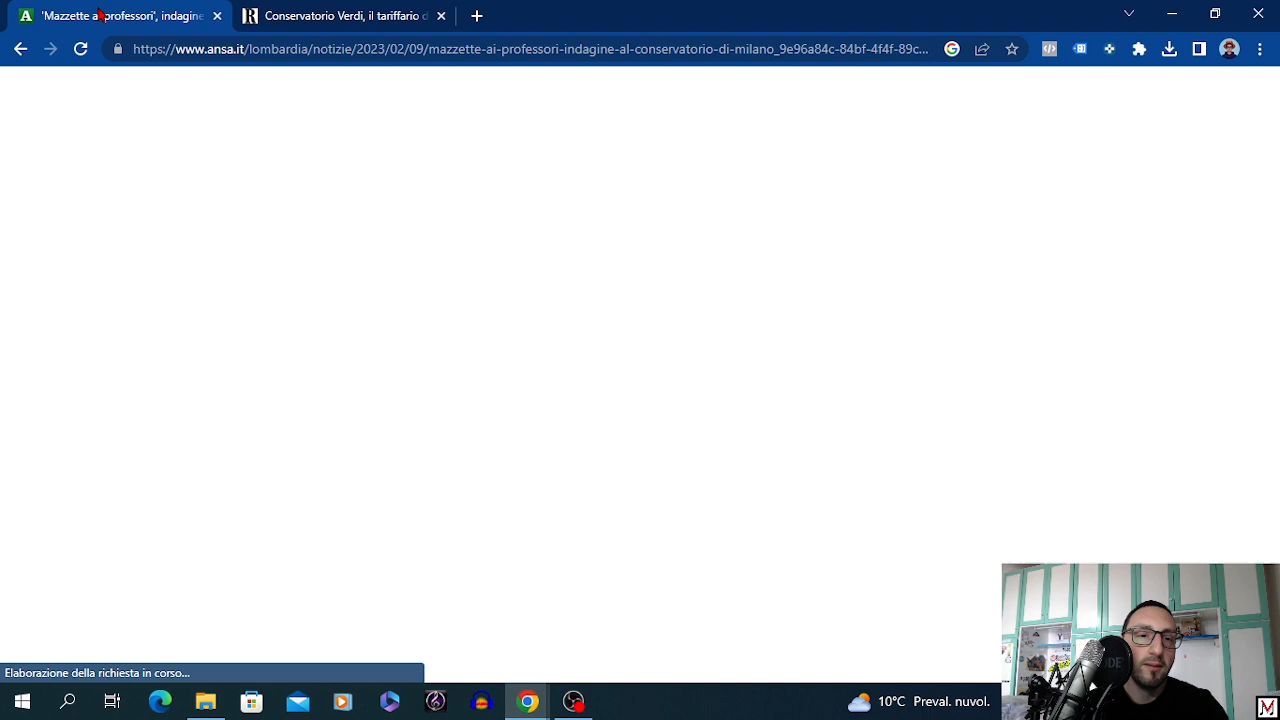 'Mazzette ai professori', indagine
Conservatorio Verdi, il tariffario d
https://www.ansa.it/lombardia/notizie/2023/02/09/mazzette-ai-professori-indagine-al-conservatorio-di-milano_9e96a84c-84bf-4f4f-89c...
Elaborazione della richiesta in corso...
10°C Preval. nuvol.